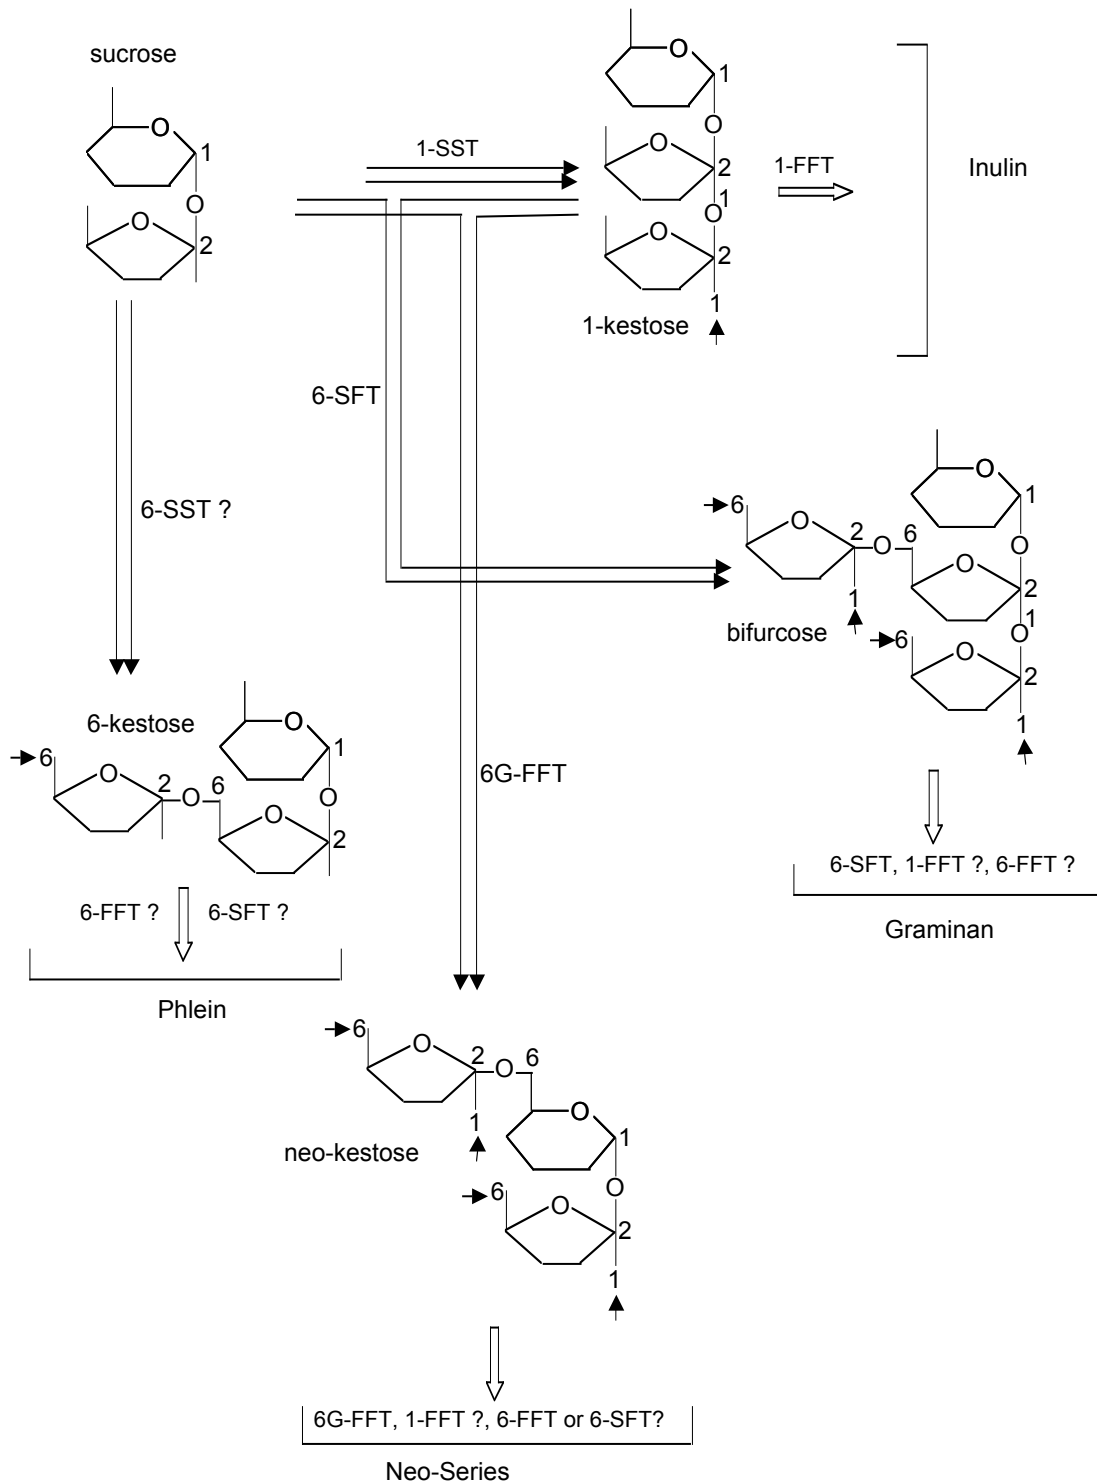 sucrose
O
1
O
O
2
1-SST
O
1
O
O
2
1
O
O
2
1
1-kestose
1-FFT
Inulin
6-SFT
6-SST ?
O
1
6
O
2
O
6
O
O
2
1
1
O
bifurcose
6
O
2
1
6-kestose
O
1
6
O
2
O
6
O
O
2
6G-FFT
6-SFT, 1-FFT ?, 6-FFT ?
Graminan
6-FFT ?
6-SFT ?
Phlein
6
O
2
O
6
1
O
1
neo-kestose
O
6
O
2
1
6G-FFT, 1-FFT ?, 6-FFT or 6-SFT?
Neo-Series